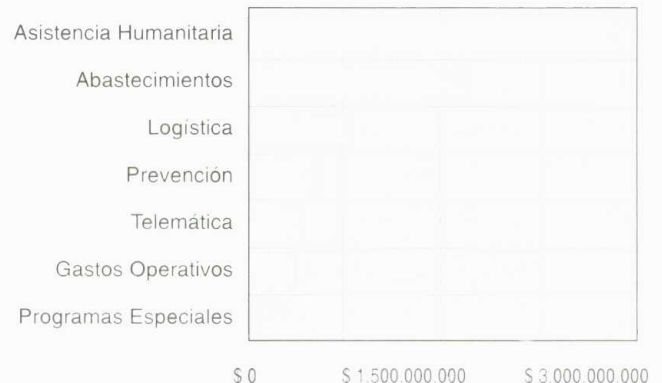 Asistencia Humanitaria
Abastecimientos
Logística
Prevención
Telemática
Gastos Operativos
Programas Especiales
$ 0 $ 1.500.000.000 $ 3.000.000.000